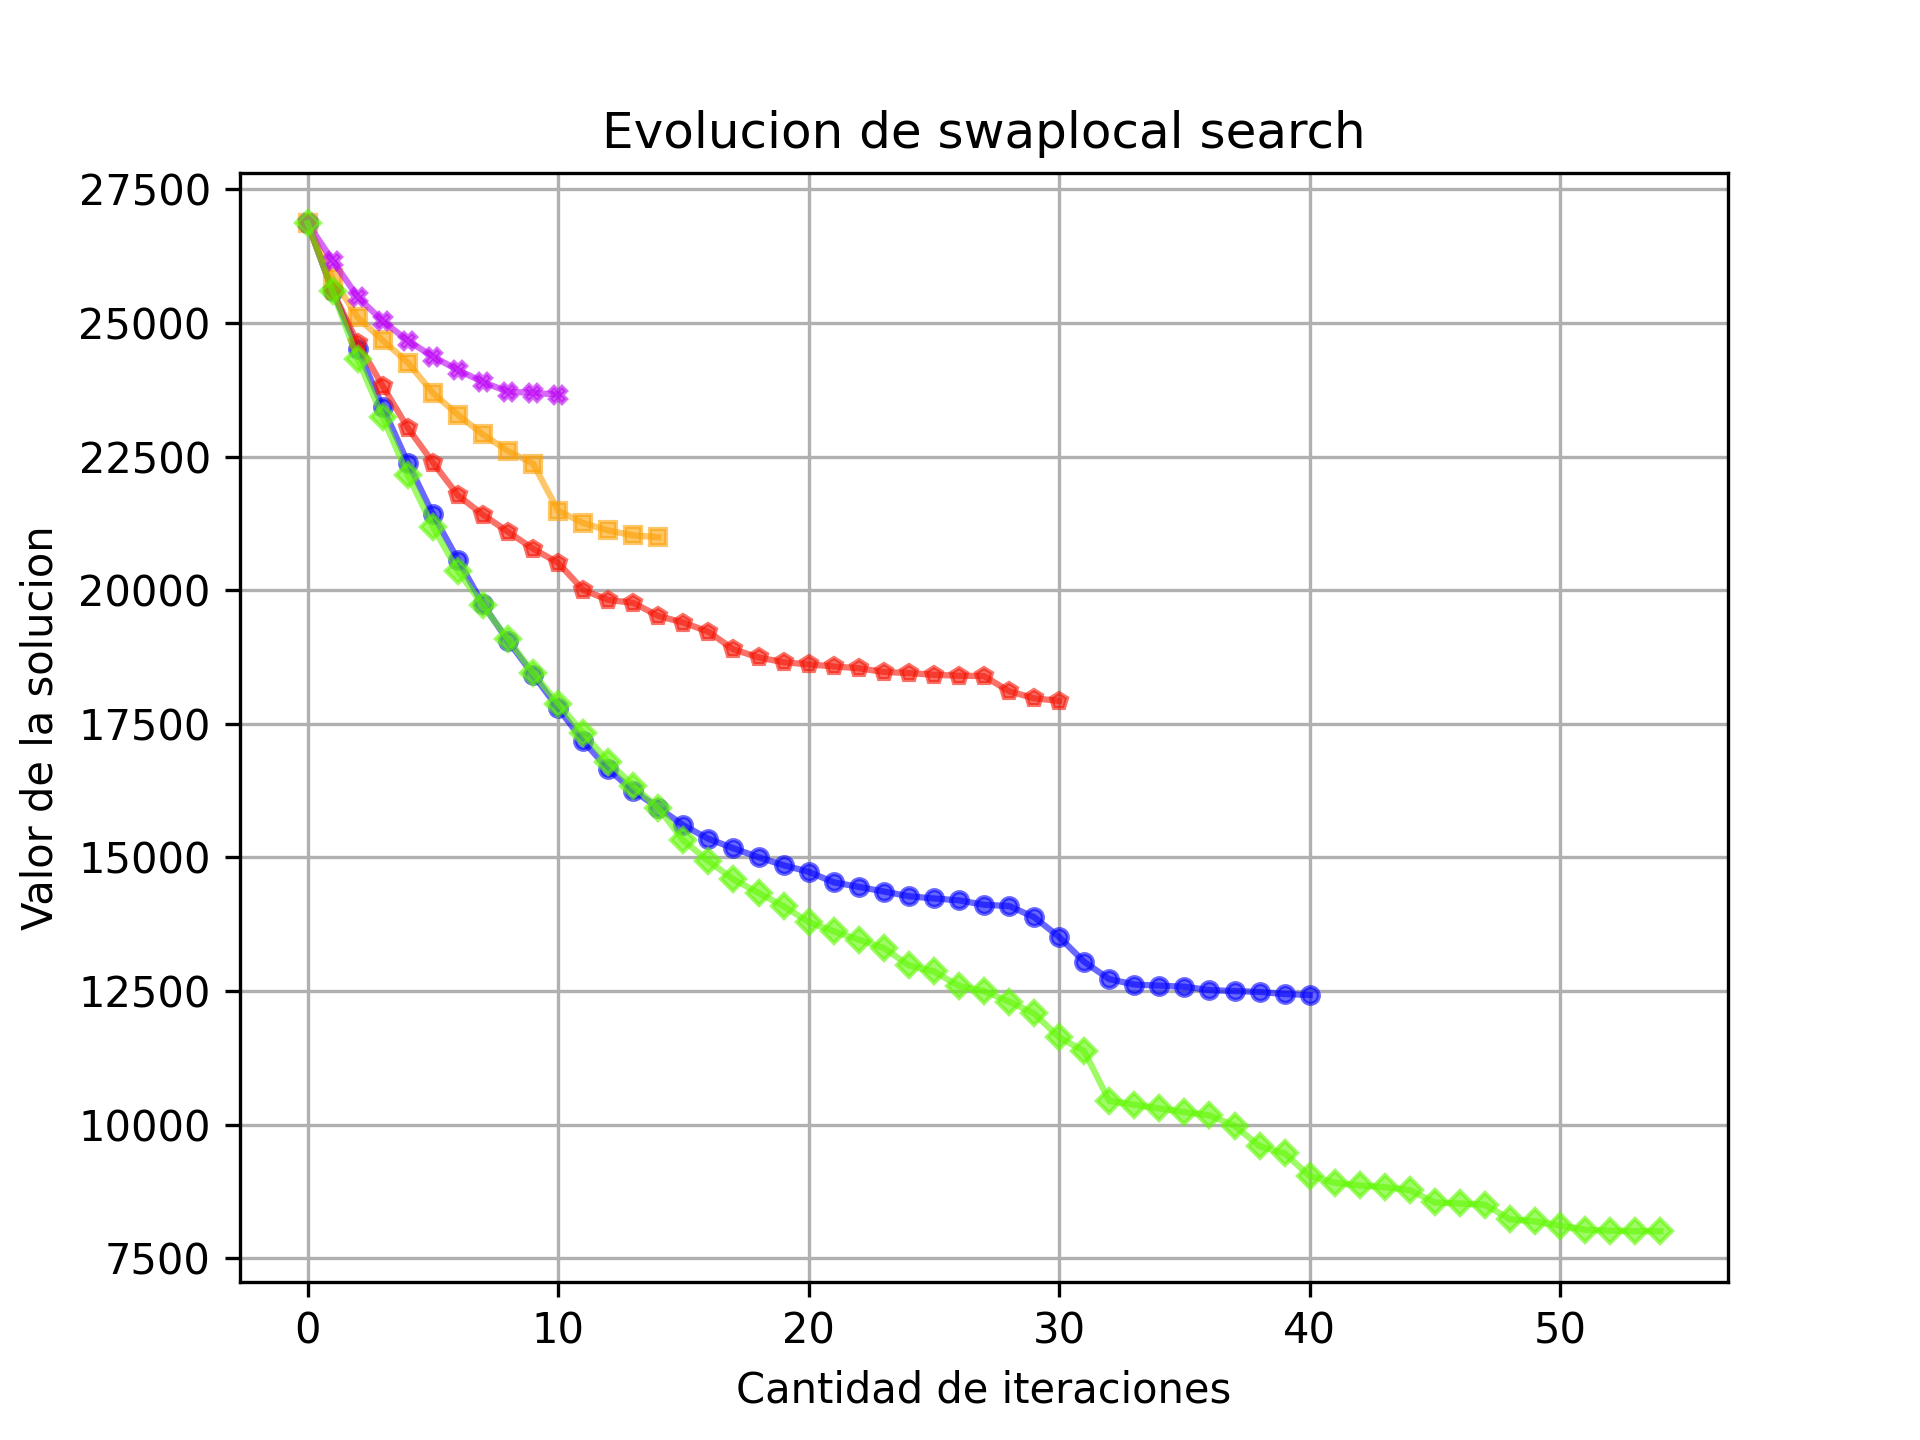 Evolucion de swaplocal search
27500
25000
22500
20000
17500
15000
12500
10000
7500
Valor de la solucion
0 10 20 30 40 50
Cantidad de iteraciones